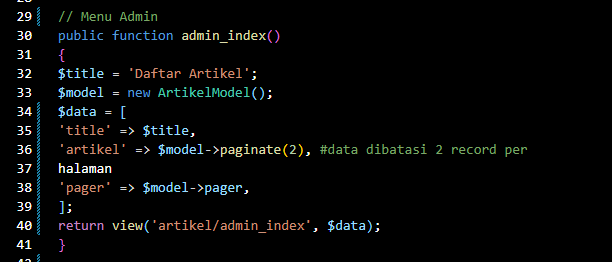 29 // Menu Admin
30 public function admin_index()
31 {
32 $title = 'Daftar Artikel';
33 $model = new ArtikelModel();
34 $data = [
35 'title' => $title,
36 'artikel' => $model->paginate(2), #data dibatasi 2 record per
37 halaman
38 'pager' => $model->pager,
39 ];
40 return view('artikel/admin_index', $data);
41 }